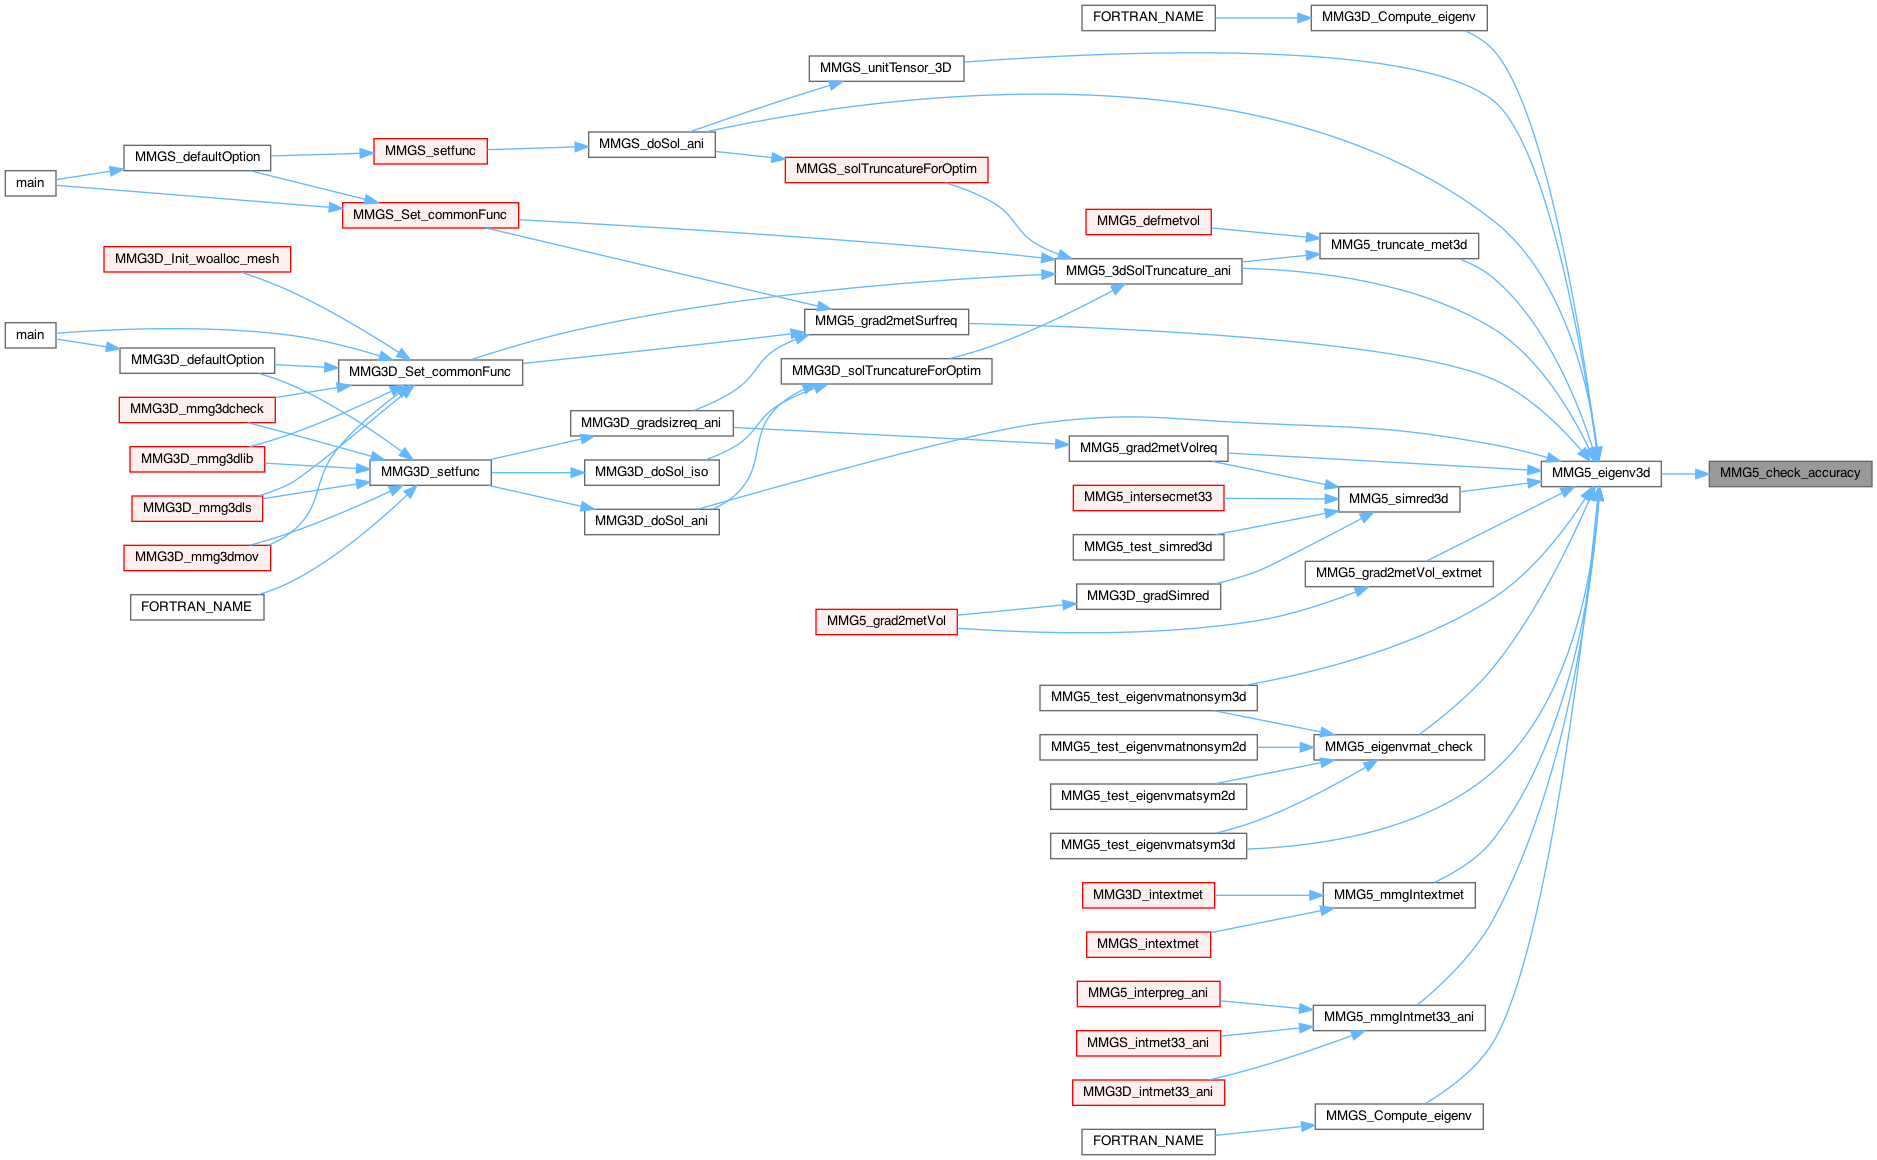 FORTRAN_NAME
MMG3D_Compute_eigenv
MMGS_unitTensor_3D
MMGS_doSol_ani
MMGS_setfunc
MMGS_defaultOption
MMGS_solTruncatureForOptim
main
MMGS_Set_commonFunc
MMG5_defmetvol
MMG5_truncate_met3d
MMG3D_Init_woalloc_mesh
MMG5_3dSolTruncature_ani
MMG5_grad2metSurfreq
main
MMG3D_defaultOption
MMG3D_Set_commonFunc
MMG3D_solTruncatureForOptim
MMG3D_mmg3dcheck
MMG3D_gradsizreq_ani
MMG5_grad2metVolreq
MMG3D_mmg3dlib
MMG3D_setfunc
MMG3D_doSol_iso
MMG5_eigenv3d
MMG5_check_accuracy
MMG5_intersecmet33
MMG5_simred3d
MMG3D_mmg3dls
MMG3D_doSol_ani
MMG5_test_simred3d
MMG3D_mmg3dmov
MMG5_grad2metVol_extmet
MMG3D_gradSimred
FORTRAN_NAME
MMG5_grad2metVol
MMG5_test_eigenvmatnonsym3d
MMG5_test_eigenvmatnonsym2d
MMG5_eigenvmat_check
MMG5_test_eigenvmatsym2d
MMG5_test_eigenvmatsym3d
MMG3D_intextmet
MMG5_mmgIntextmet
MMGS_intextmet
MMG5_interpreg_ani
MMG5_mmgIntmet33_ani
MMGS_intmet33_ani
MMG3D_intmet33_ani
MMGS_Compute_eigenv
FORTRAN_NAME